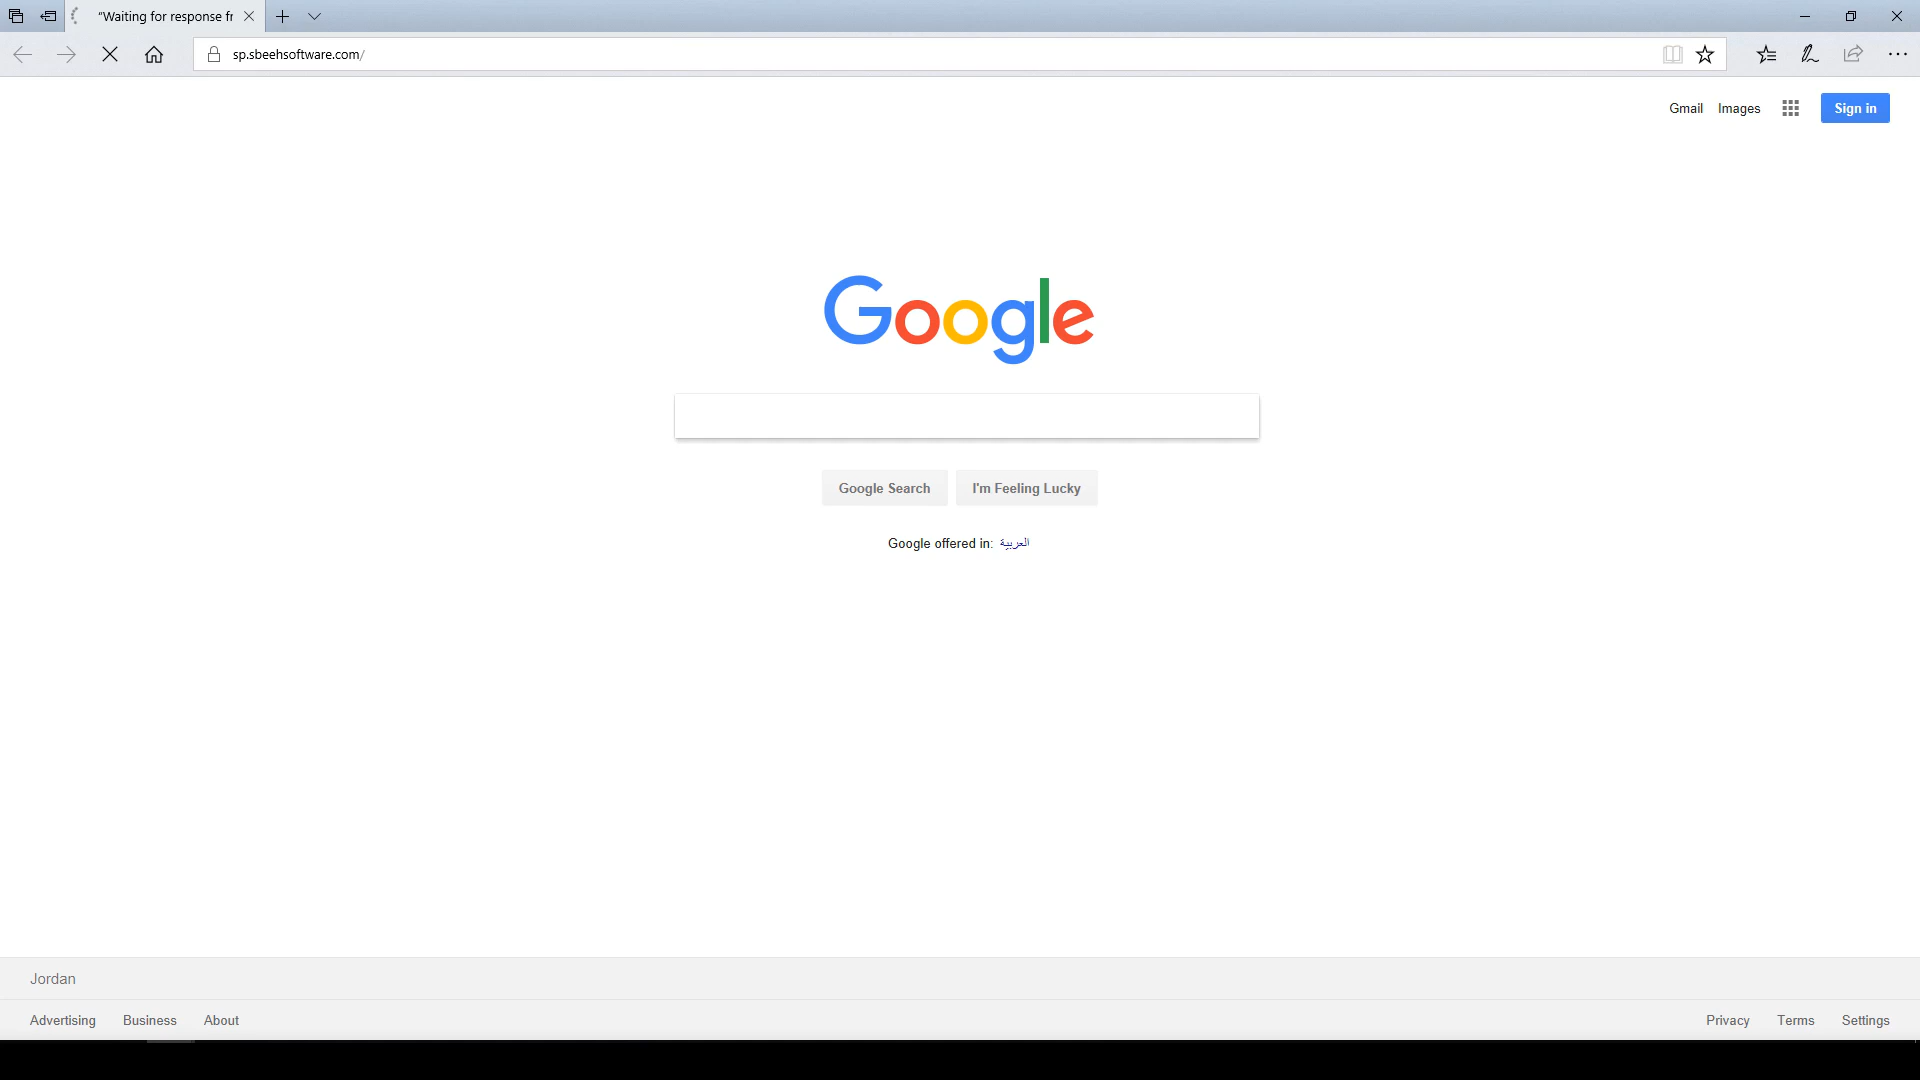 "Waiting for response fr
sp.sbeehsoftware.com/
Gmail Images Sign in
Google
Google Search I'm Feeling Lucky
Google offered in: العربية
Jordan
Advertising Business About Privacy Terms Settings